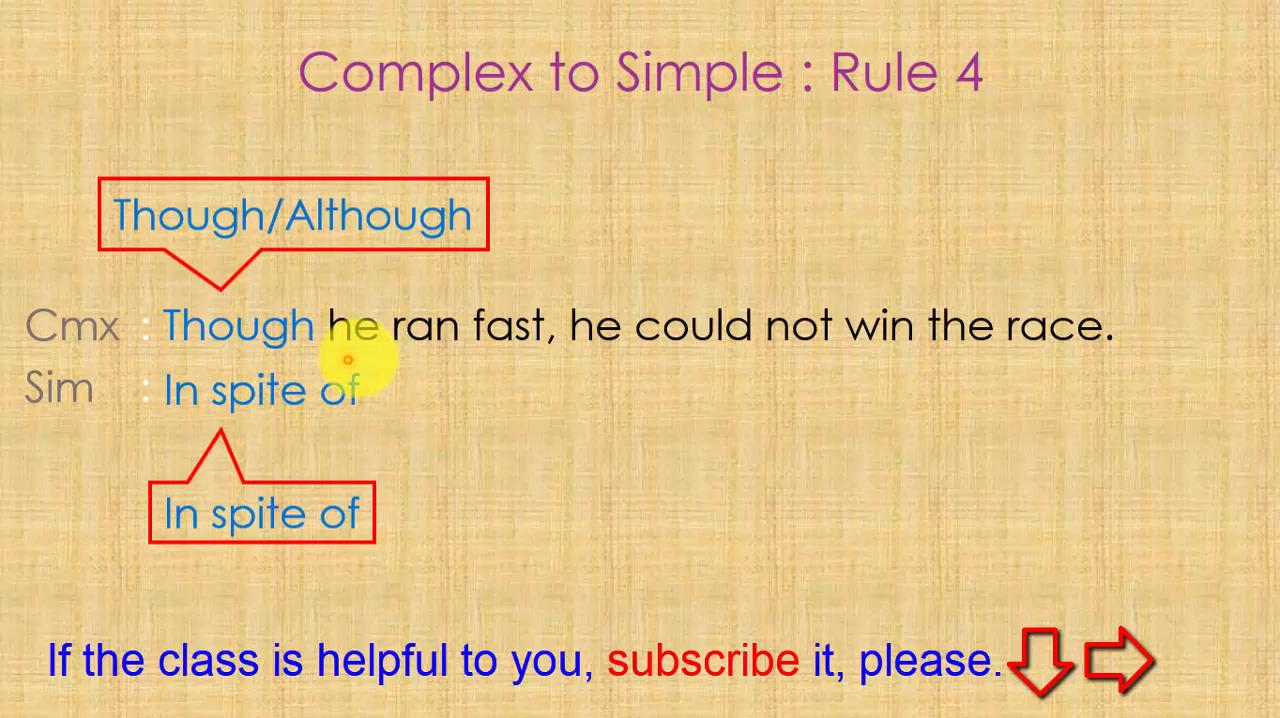 Complex to Simple : Rule 4
Though/Although
Cmx : Though he ran fast, he could not win the race.
Sim : In spite of
In spite of
If the class is helpful to you, subscribe it, please.